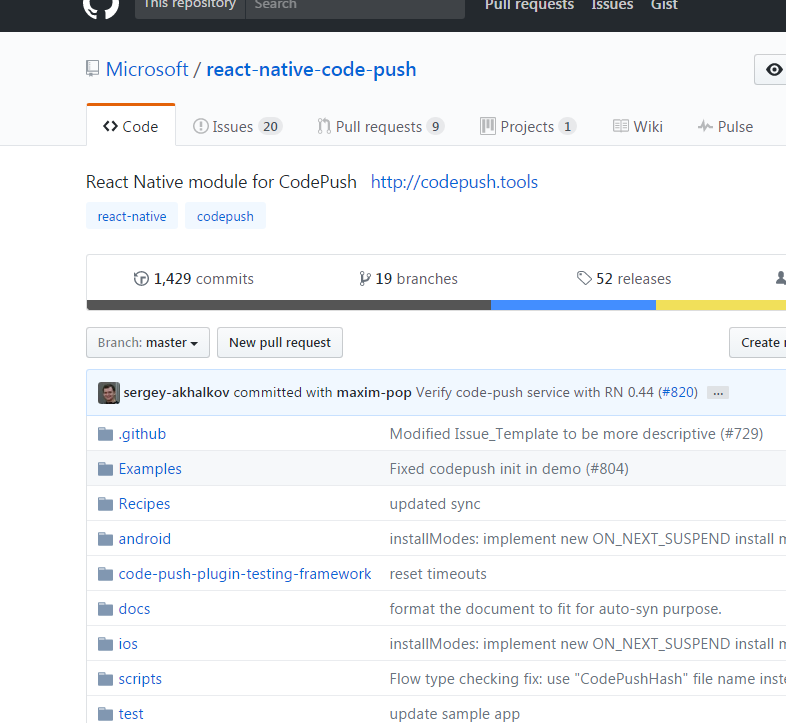 This repository Search Pull requests Issues Gist
Microsoft / react-native-code-push
Code Issues 20 Pull requests 9 Projects 1 Wiki Pulse
React Native module for CodePush http://codepush.tools
react-native codepush
1,429 commits 19 branches 52 releases
Branch: master New pull request Create
sergey-akhalkov committed with maxim-pop Verify code-push service with RN 0.44 (#820) ...
.github Modified Issue_Template to be more descriptive (#729)
Examples Fixed codepush init in demo (#804)
Recipes updated sync
android installModes: implement new ON_NEXT_SUSPEND install
code-push-plugin-testing-framework reset timeouts
docs format the document to fit for auto-syn purpose.
ios installModes: implement new ON_NEXT_SUSPEND install
scripts Flow type checking fix: use "CodePushHash" file name
test update sample app